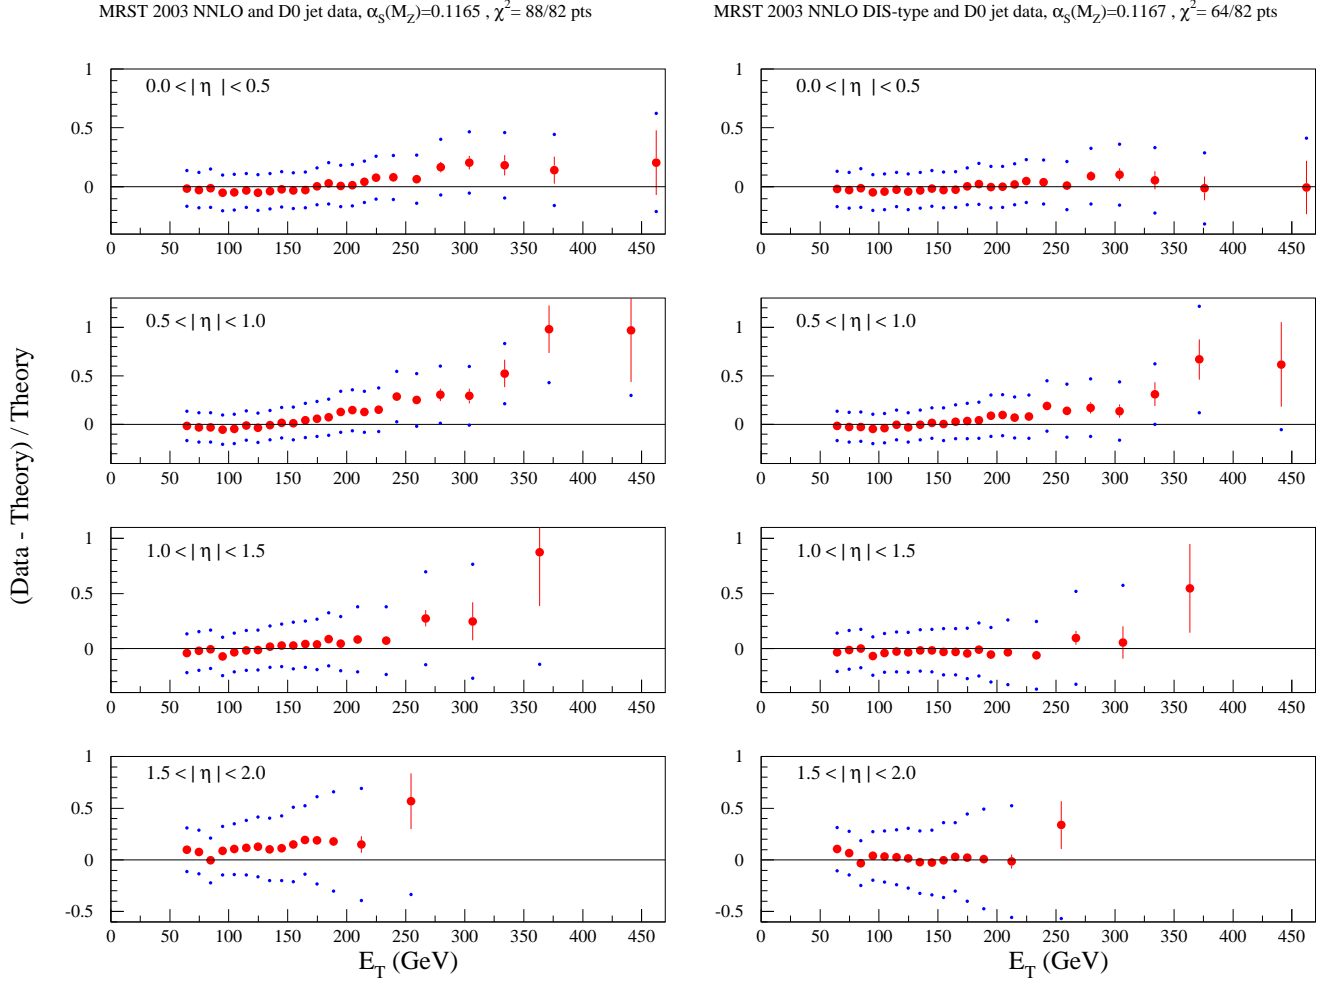 MRST 2003 NNLO and D0 jet data, α_S(M_Z)=0.1165 , χ²= 88/82 pts
MRST 2003 NNLO DIS-type and D0 jet data, α_S(M_Z)=0.1167 , χ²= 64/82 pts
(Data - Theory) / Theory
0.0 < | η | < 0.5
1
0.5
0
0 50 100 150 200 250 300 350 400 450
0.0 < | η | < 0.5
1
0.5
0
0 50 100 150 200 250 300 350 400 450
0.5 < | η | < 1.0
1
0.5
0
0 50 100 150 200 250 300 350 400 450
0.5 < | η | < 1.0
1
0.5
0
0 50 100 150 200 250 300 350 400 450
1.0 < | η | < 1.5
1
0.5
0
0 50 100 150 200 250 300 350 400 450
1.0 < | η | < 1.5
1
0.5
0
0 50 100 150 200 250 300 350 400 450
1.5 < | η | < 2.0
1
0.5
0
-0.5
0 50 100 150 200 250 300 350 400 450
E_T (GeV)
1.5 < | η | < 2.0
1
0.5
0
-0.5
0 50 100 150 200 250 300 350 400 450
E_T (GeV)